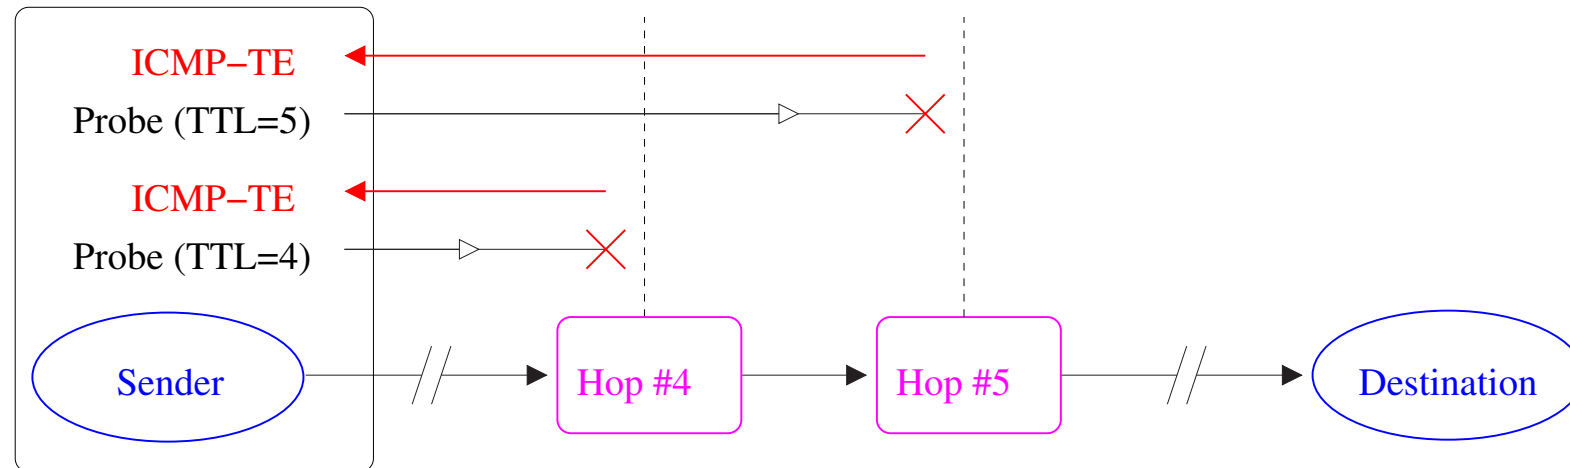 ICMP–TE
Probe (TTL=5)
ICMP–TE
Probe (TTL=4)
Sender
Hop #4
Hop #5
Destination